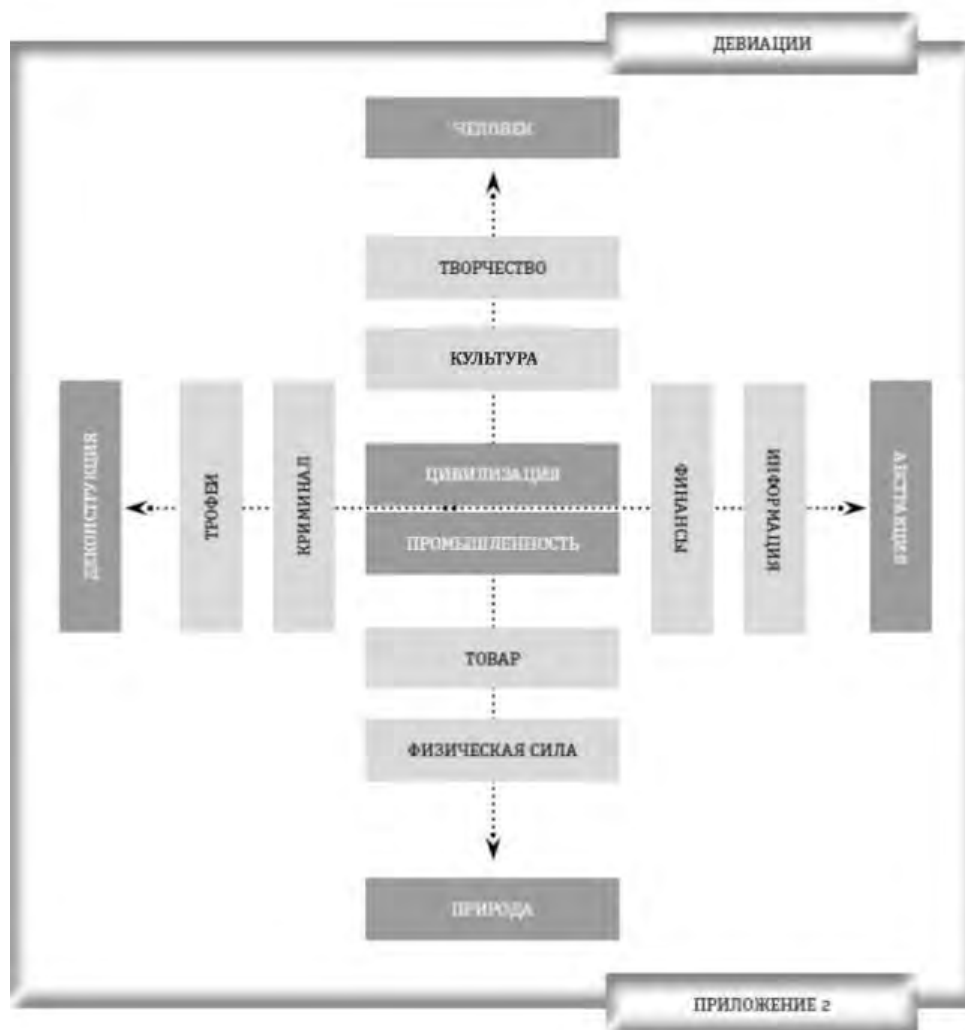 ДЕВИАЦИИ
ЧЕЛОВЕК
ТВОРЧЕСТВО
КУЛЬТУРА
ДЕКОНСТРУКЦИЯ
ТРОФЕИ
КРИМИНАЛ
ЦИВИЛИЗАЦИЯ
ПРОМЫШЛЕННОСТЬ
ФИНАНСЫ
ИНФОРМАЦИЯ
АБСТРАКЦИЯ
ТОВАР
ФИЗИЧЕСКАЯ СИЛА
ПРИРОДА
ПРИЛОЖЕНИЕ 2